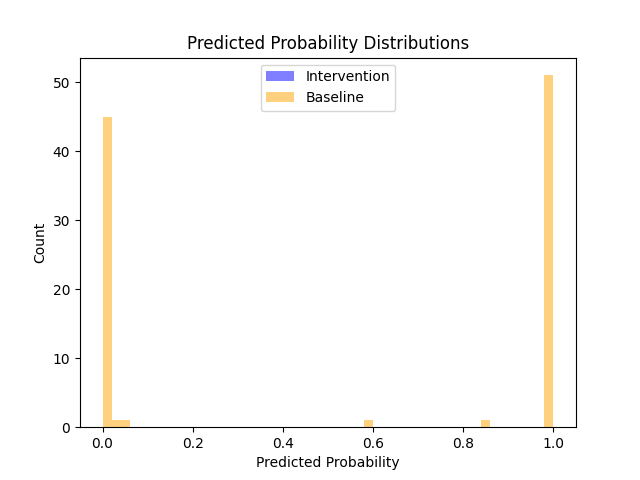 Predicted Probability Distributions
Intervention
Baseline
50
40
30
20
10
0
Count
0.0 0.2 0.4 0.6 0.8 1.0
Predicted Probability